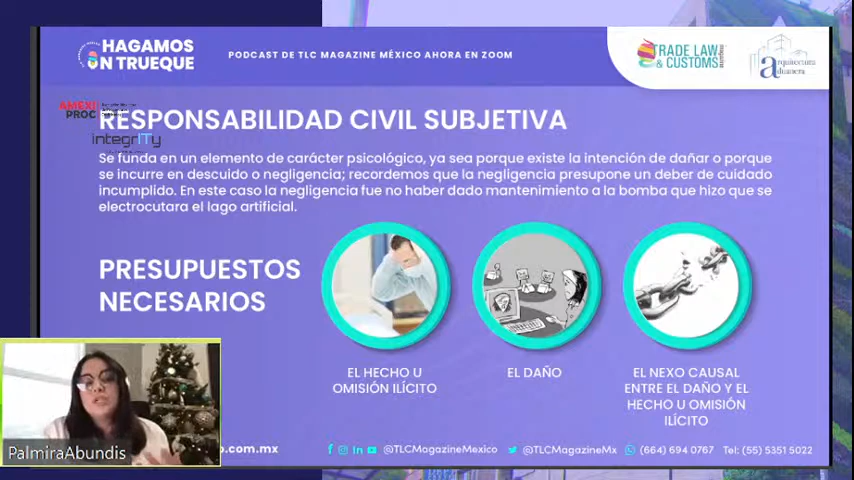 HAGAMOS
UN TRUEQUE
PODCAST DE TLC MAGAZINE MÉXICO AHORA EN ZOOM
TRADE LAW
& CUSTOMS
arquitectura
aduanera
AMEXI
PROC
integrITy
RESPONSABILIDAD CIVIL SUBJETIVA
Se funda en un elemento de carácter psicológico, ya sea porque existe la intención de dañar o porque
se incurre en descuido o negligencia; recordemos que la negligencia presupone un deber de cuidado
incumplido. En este caso la negligencia fue no haber dado mantenimiento a la bomba que hizo que se
electrocutara el lago artificial.
PRESUPUESTOS
NECESARIOS
EL HECHO U
OMISIÓN ILÍCITO
EL DAÑO
EL NEXO CAUSAL
ENTRE EL DAÑO Y EL
HECHO U OMISIÓN
ILÍCITO
PalmiraAbundis
o.com.mx
@TLCMagazineMexico
@TLCMagazineMx
(664) 694 0767
Tel: (55) 5351 5022